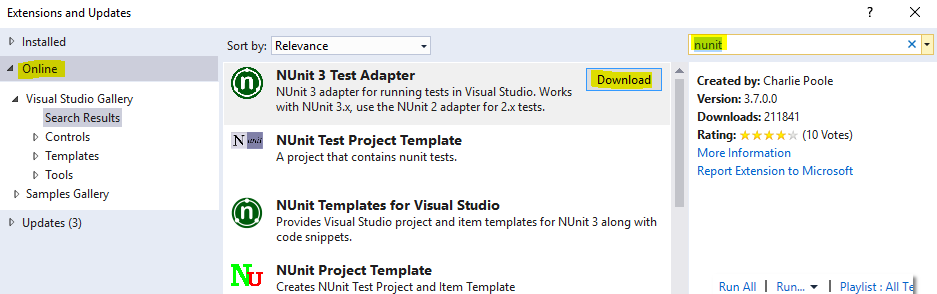 Extensions and Updates
? ×
Installed
Online
Visual Studio Gallery
Search Results
Controls
Templates
Tools
Samples Gallery
Updates (3)
Sort by: Relevance
NUnit 3 Test Adapter
Download
NUnit 3 adapter for running tests in Visual Studio. Works
with NUnit 3.x, use the NUnit 2 adapter for 2.x tests.
N unit
NUnit Test Project Template
A project that contains nunit tests.
n
NUnit Templates for Visual Studio
Provides Visual Studio project and item templates for NUnit 3 along with
code snippets.
NU
NUnit Project Template
Creates NUnit Test Project and Item Template
nunit
Created by: Charlie Poole
Version: 3.7.0.0
Downloads: 211841
Rating: (10 Votes)
More Information
Report Extension to Microsoft
Run All | Run... | Playlist : All Te